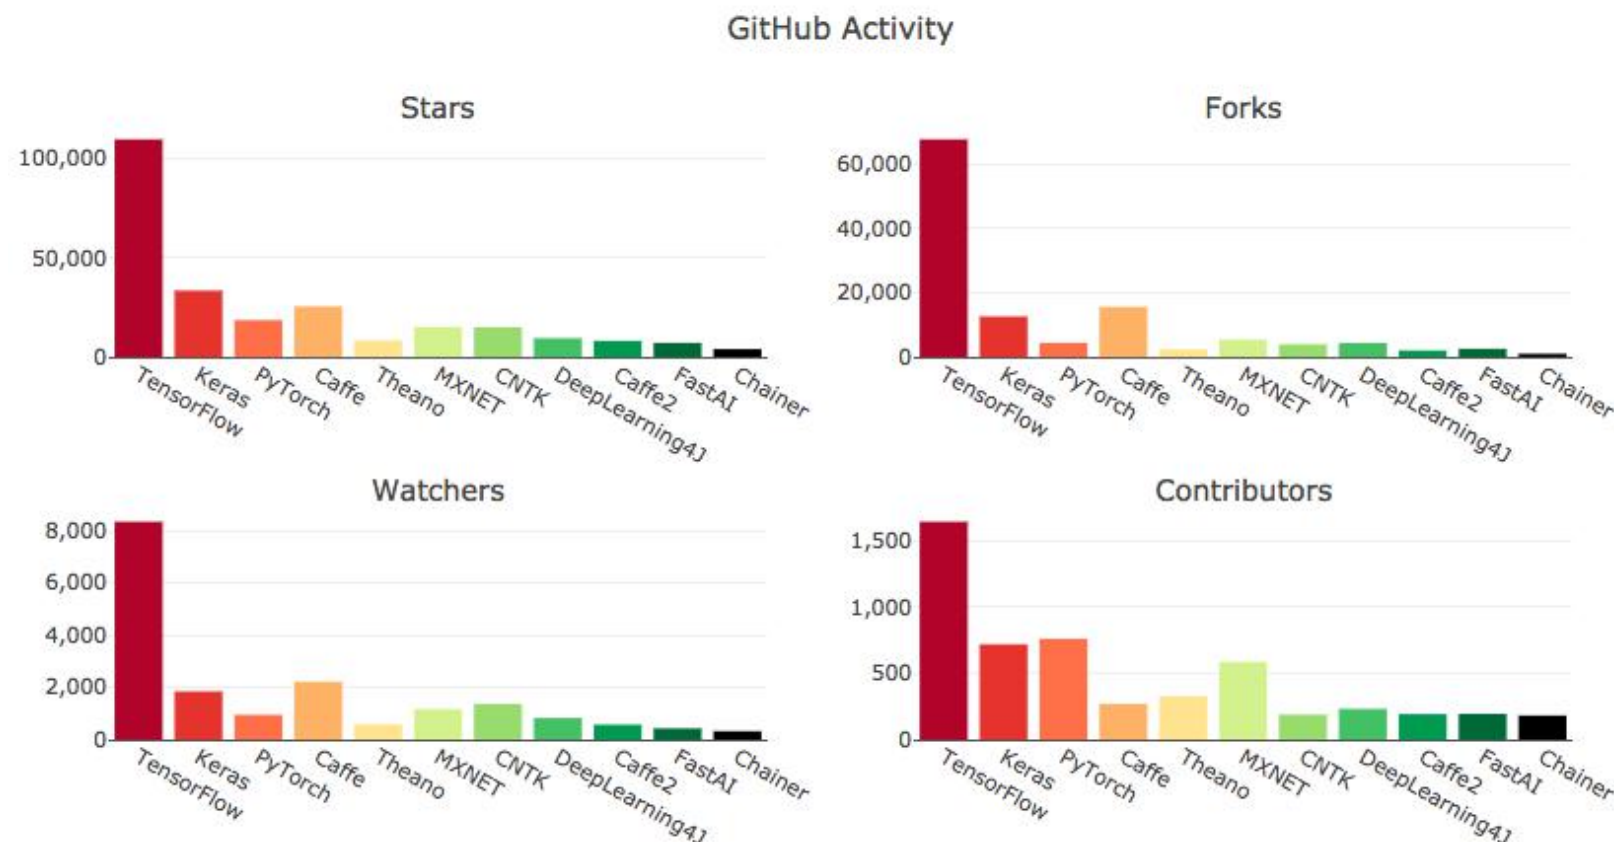 GitHub Activity
Stars
100,000
50,000
0
TensorFlow
Keras
PyTorch
Caffe
Theano
MXNET
CNTK
DeepLearning4J
Caffe2
FastAI
Chainer
Forks
60,000
40,000
20,000
0
TensorFlow
Keras
PyTorch
Caffe
Theano
MXNET
CNTK
DeepLearning4J
Caffe2
FastAI
Chainer
Watchers
8,000
6,000
4,000
2,000
0
TensorFlow
Keras
PyTorch
Caffe
Theano
MXNET
CNTK
DeepLearning4J
Caffe2
FastAI
Chainer
Contributors
1,500
1,000
500
0
TensorFlow
Keras
PyTorch
Caffe
Theano
MXNET
CNTK
DeepLearning4J
Caffe2
FastAI
Chainer